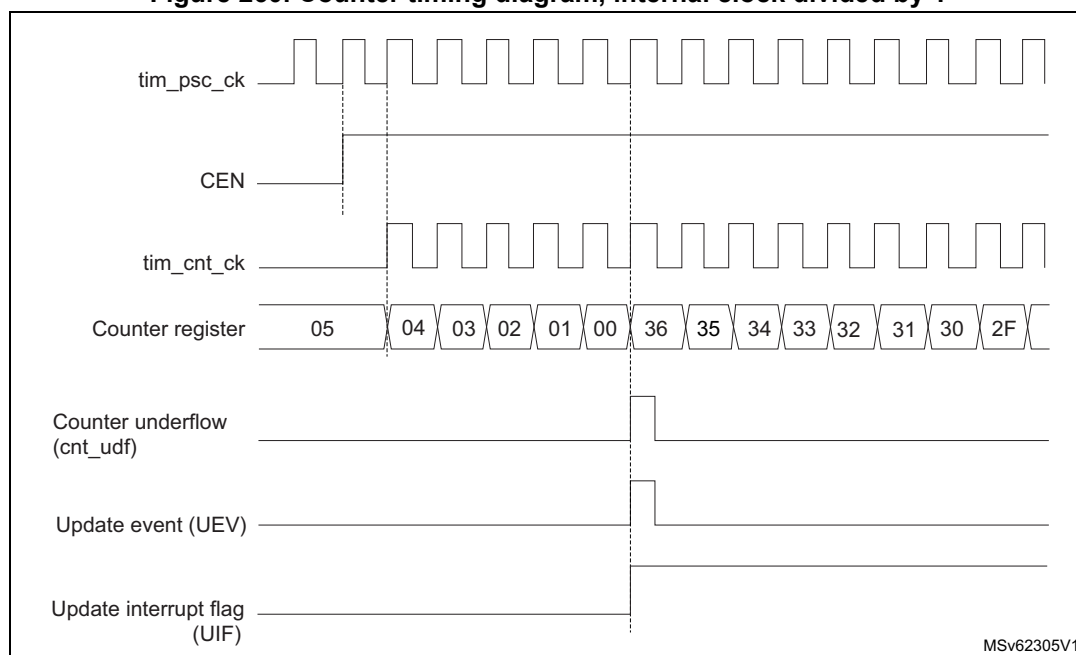 tim_psc_ck
CEN
tim_cnt_ck
Counter register 05 04 03 02 01 00 36 35 34 33 32 31 30 2F
Counter underflow
(cnt_udf)
Update event (UEV)
Update interrupt flag
(UIF)
MSv62305V1